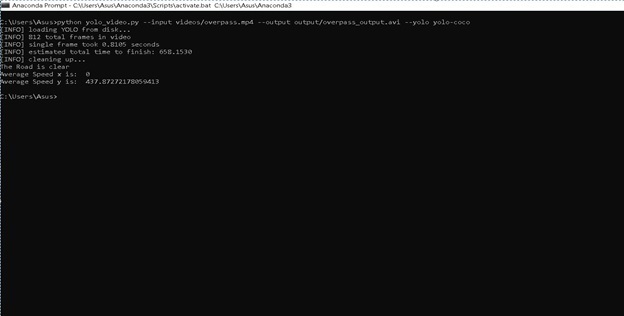 Anaconda Prompt - C:\Users\Asus\Anaconda3\Scripts\activate.bat C:\Users\Asus\Anaconda3
C:\Users\Asus>python yolo_video.py --input videos/overpass.mp4 --output output/overpass_output.avi --yolo yolo-coco
[INFO] loading YOLO from disk...
[INFO] 812 total frames in video
[INFO] single frame took 0.8105 seconds
[INFO] estimated total time to finish: 658.1530
[INFO] cleaning up...
The Road is clear
Average Speed x is:  0
Average Speed y is:  437.87272178059413
C:\Users\Asus>